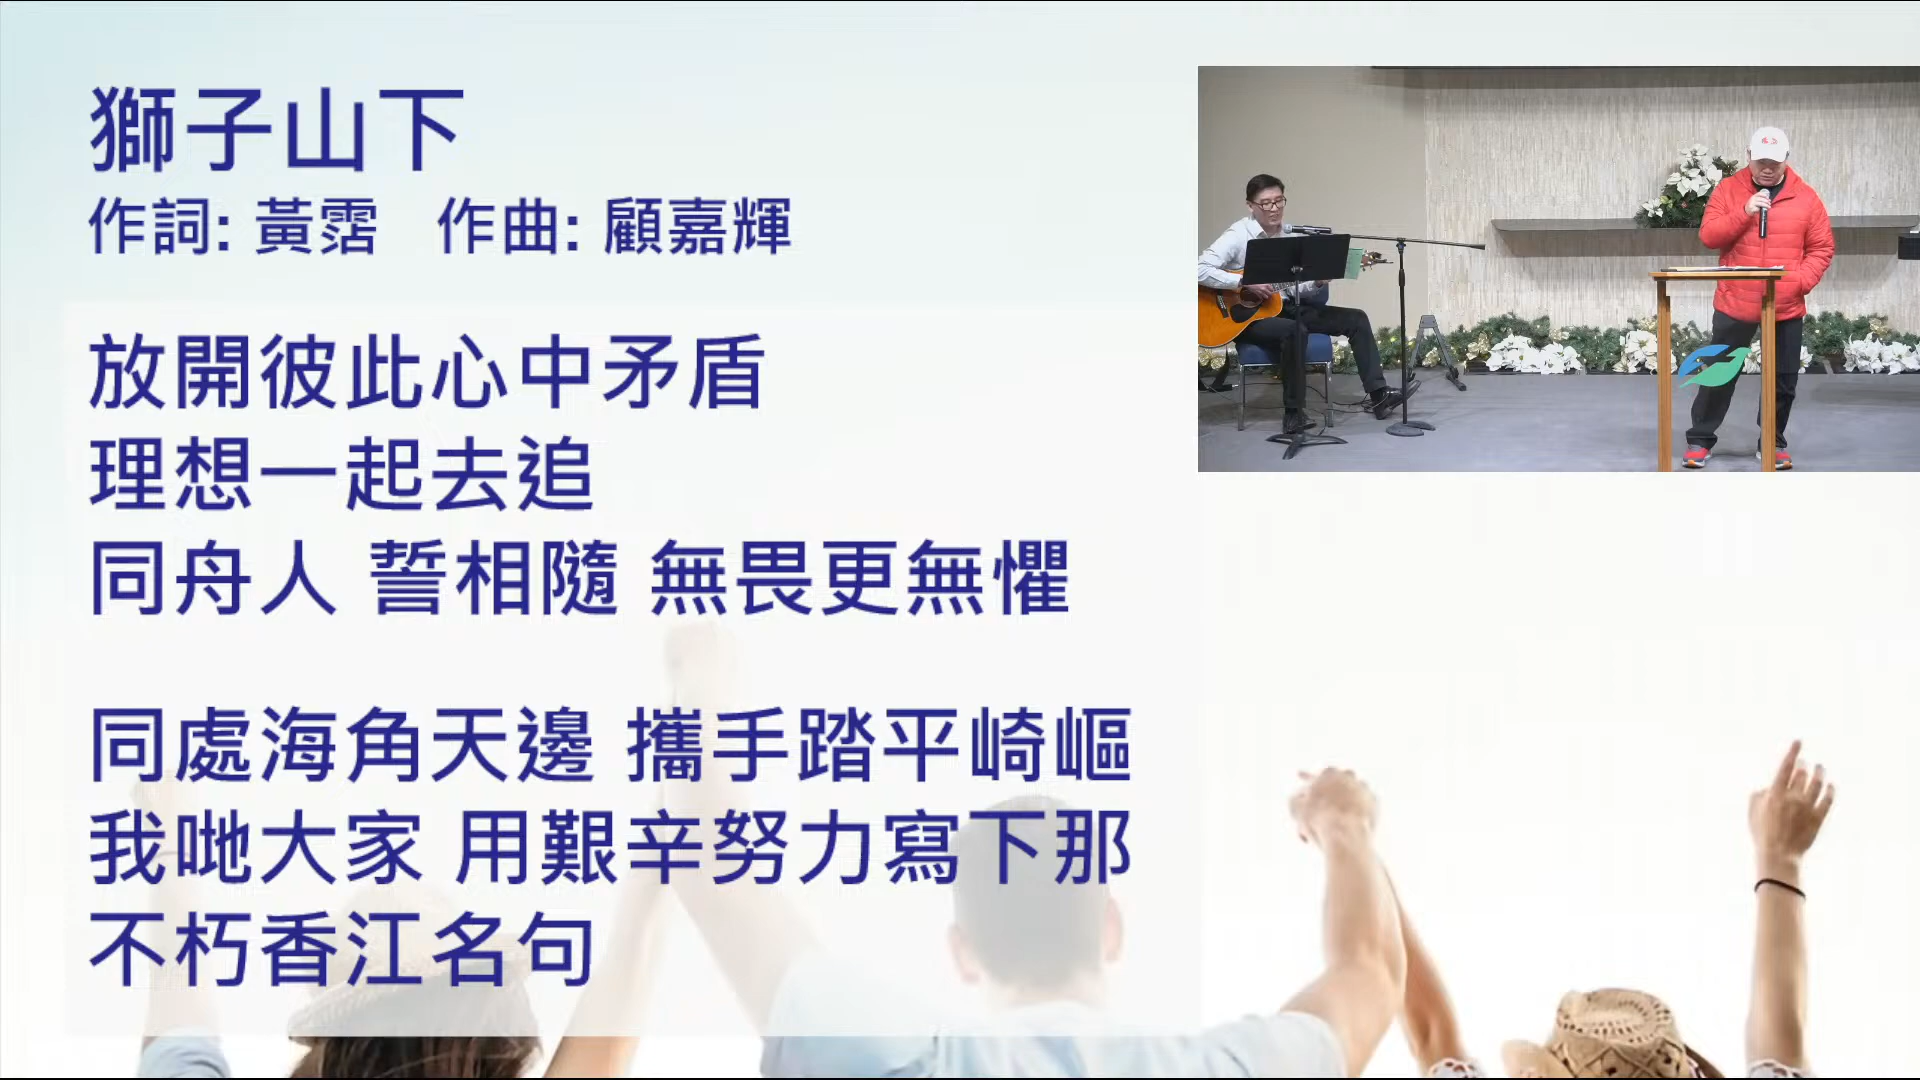 獅子山下
作詞: 黃霑 作曲: 顧嘉輝
放開彼此心中矛盾
理想一起去追
同舟人 誓相隨 無畏更無懼
同處海角天邊 攜手踏平崎嶇
我哋大家 用艱辛努力寫下那
不朽香江名句